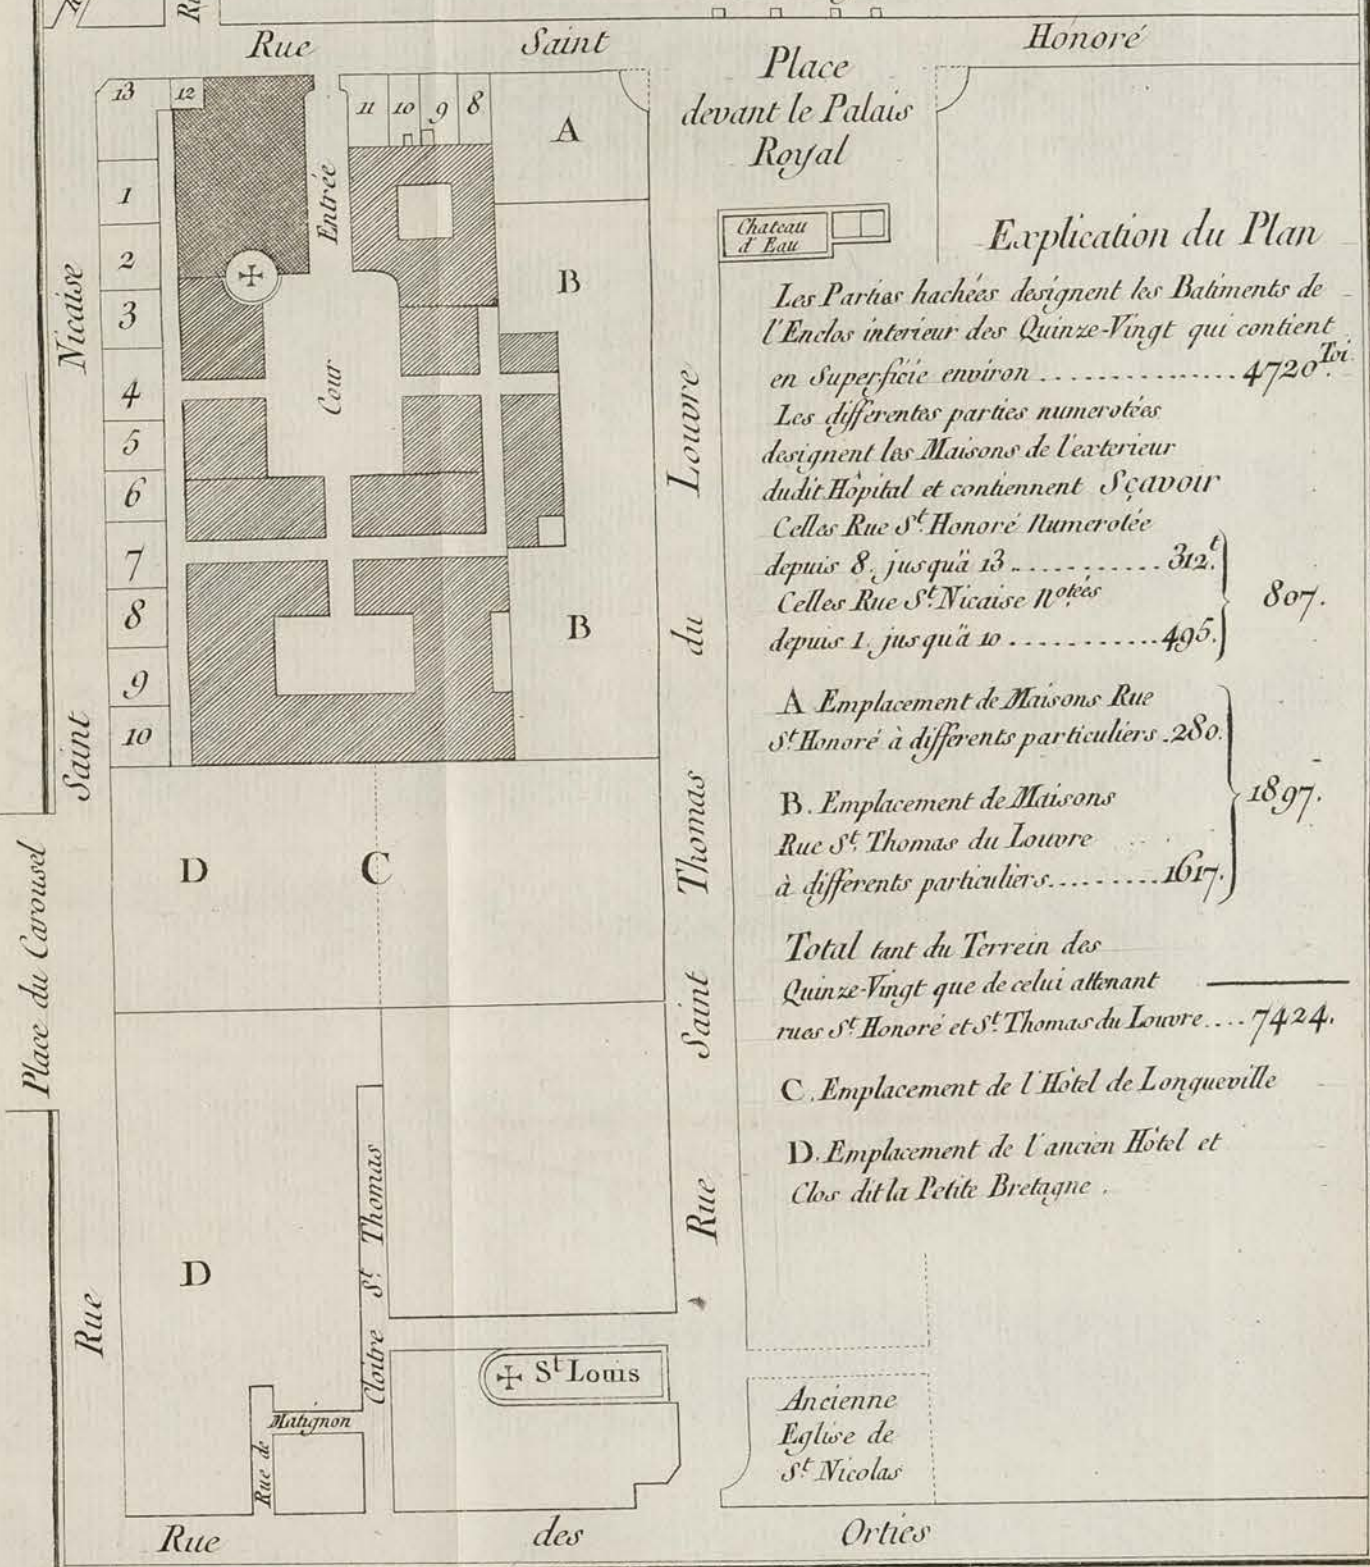 Rue Saint Honoré
Place
devant le Palais
Royal
Chateau
d'Eau
13
12
11
10
9
8
A
Entrée
1
2
3
4
5
6
7
8
9
10
B
Cour
B
Rue Saint Nicaise
Place du Carousel
Rue Saint Thomas du Louvre
D
C
D
Cloitre St. Thomas
Rue de
Matignon
St Louis
Ancienne
Eglise de
St. Nicolas
Rue des Orties
Explication du Plan
Les Parties hachées designent les Batiments de
l'Enclos interieur des Quinze-Vingt qui contient
en Superficie environ .............. 4720 Toi.
Les differentes parties numerotées
designent les Maisons de l'exterieur
dudit Hôpital et contiennent Sçavoir
Celles Rue St. Honoré Numerotée
depuis 8. jusquä 13 ............ 312.t
Celles Rue St. Nicaise Notées
depuis 1. jusquä 10 ............ 495.
807.
A Emplacement de Maisons Rue
St. Honoré à differents particuliers . 280.
B. Emplacement de Maisons
Rue St. Thomas du Louvre
à differents particuliers .......... 1617.
1897.
Total tant du Terrein des
Quinze-Vingt que de celui attenant
rues St. Honoré et St. Thomas du Louvre .... 7424.
C. Emplacement de l'Hôtel de Longueville
D. Emplacement de l'ancien Hôtel et
Clos dit la Petite Bretagne .